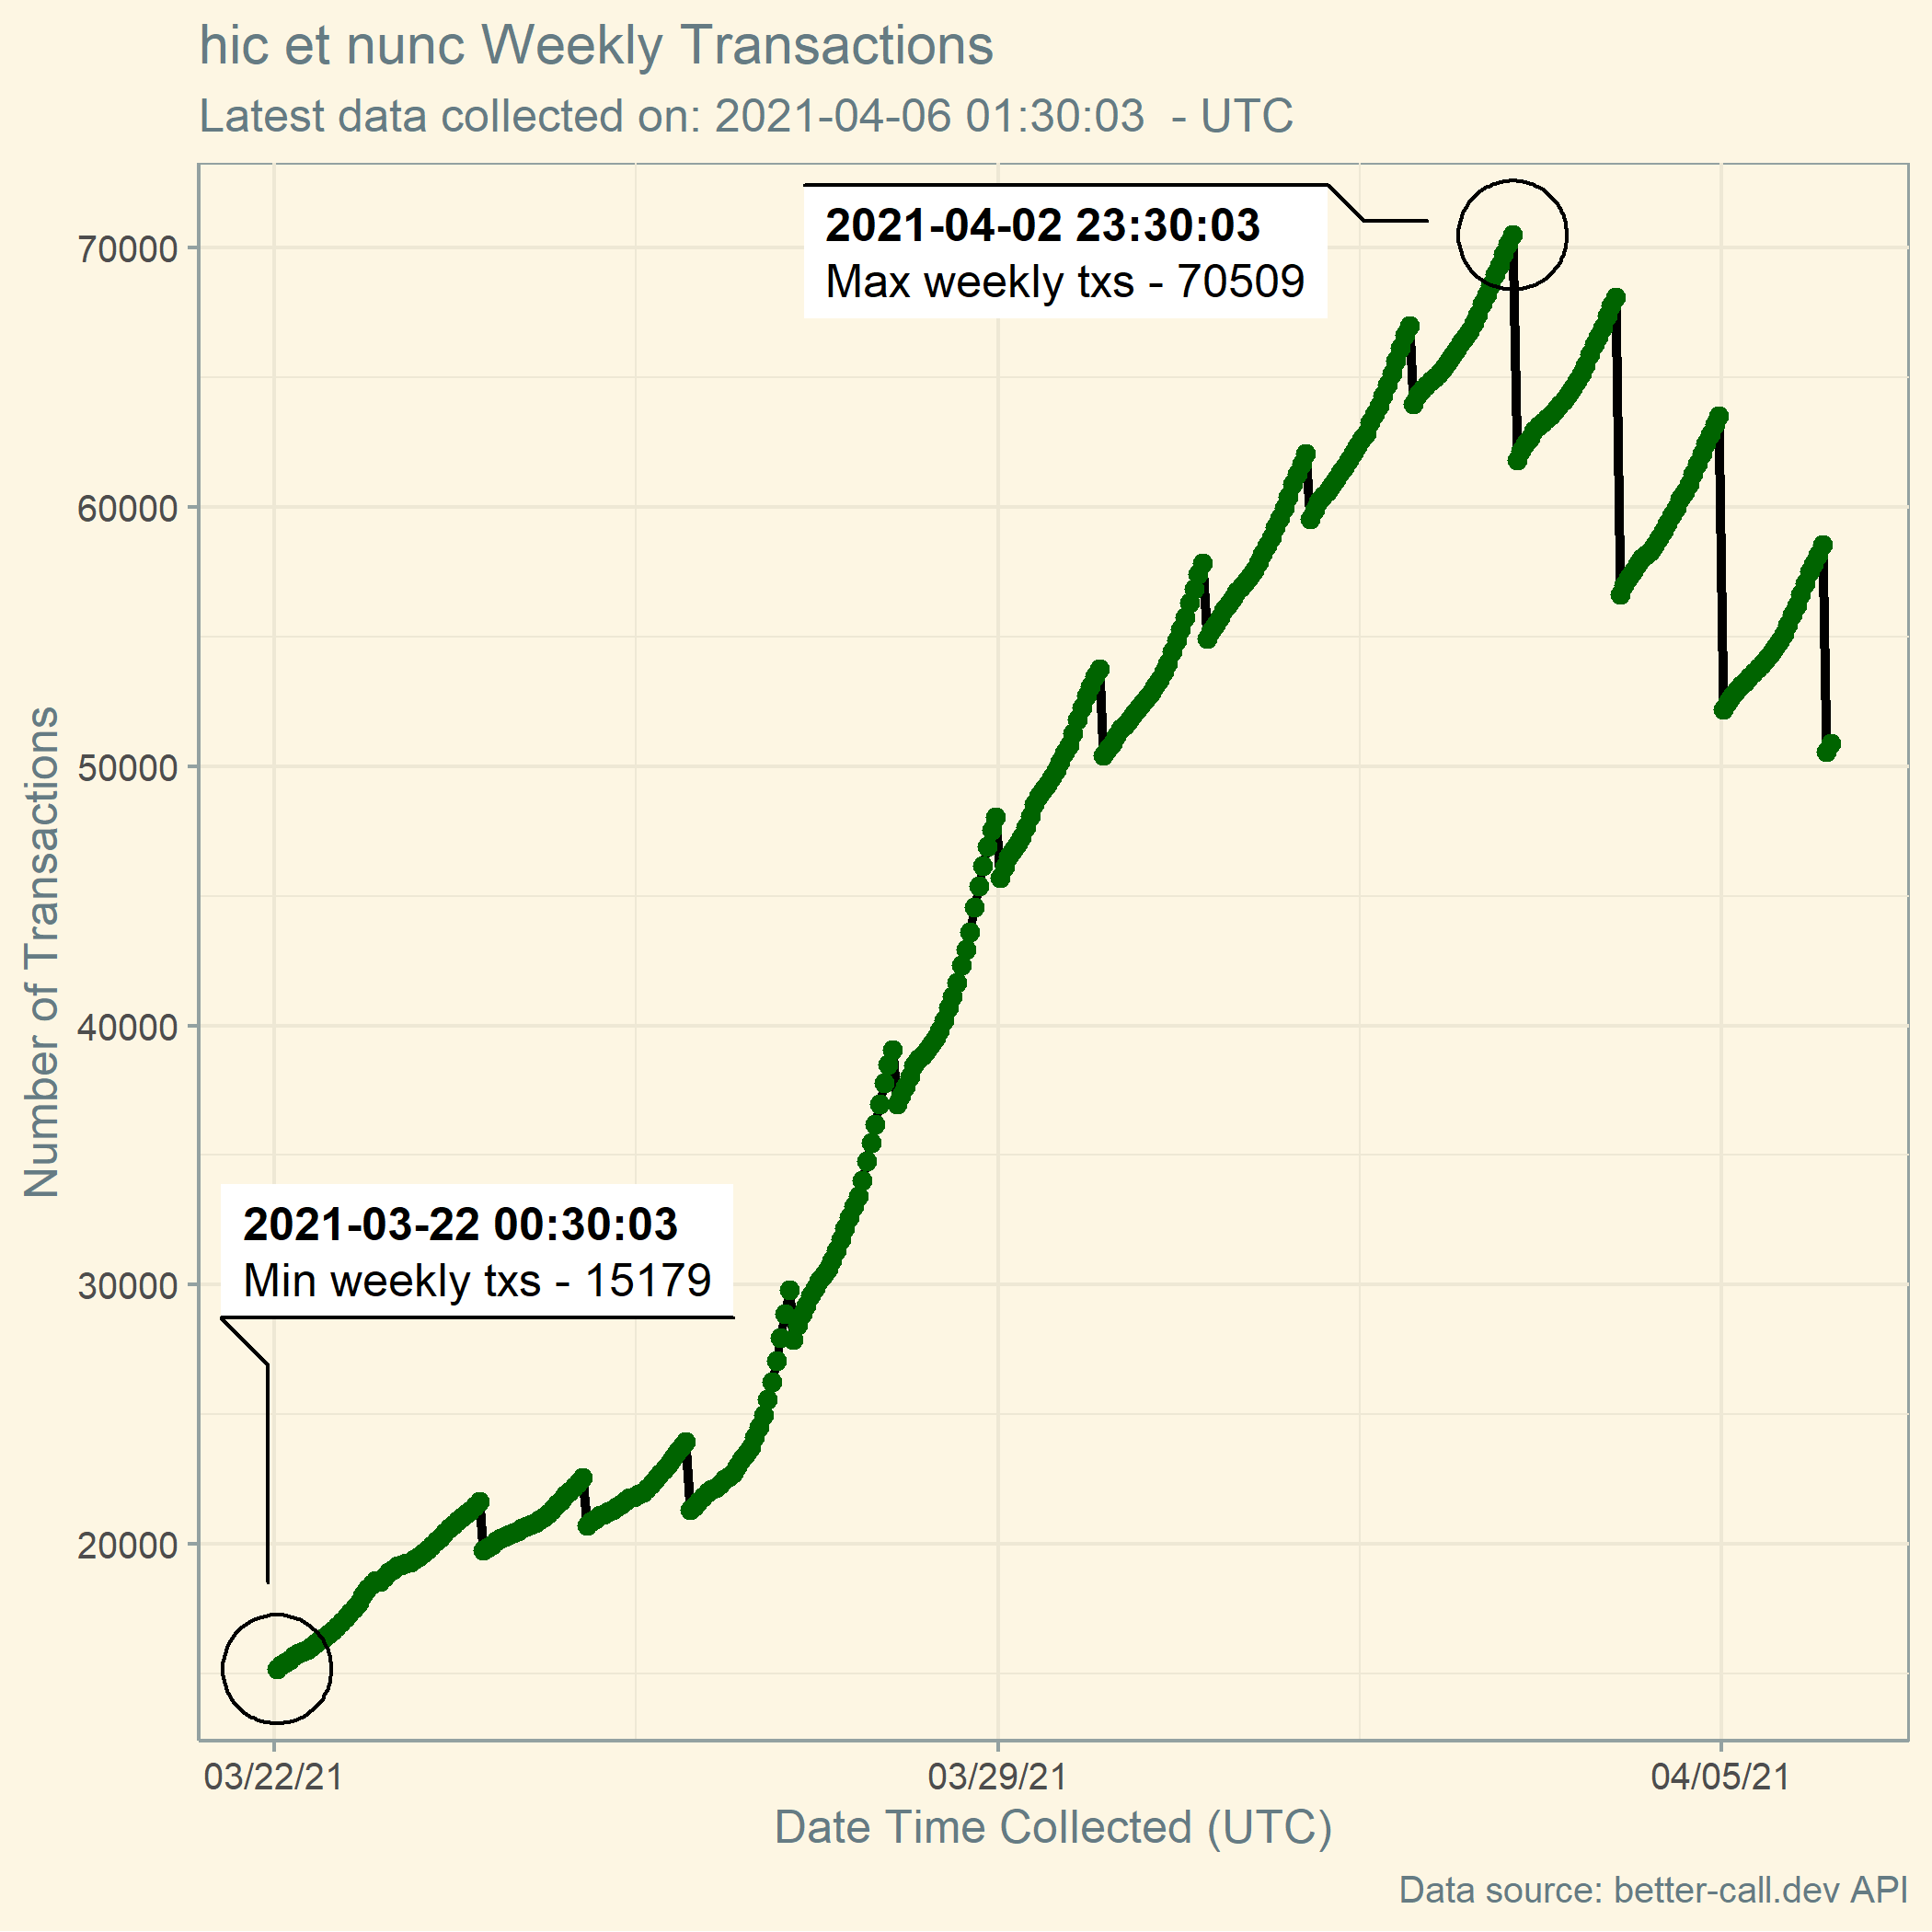 hic et nunc Weekly Transactions
Latest data collected on: 2021-04-06 01:30:03  - UTC
2021-04-02 23:30:03
Max weekly txs - 70509
70000
60000
50000
40000
30000
20000
Number of Transactions
2021-03-22 00:30:03
Min weekly txs - 15179
03/22/21
03/29/21
04/05/21
Date Time Collected (UTC)
Data source: better-call.dev API